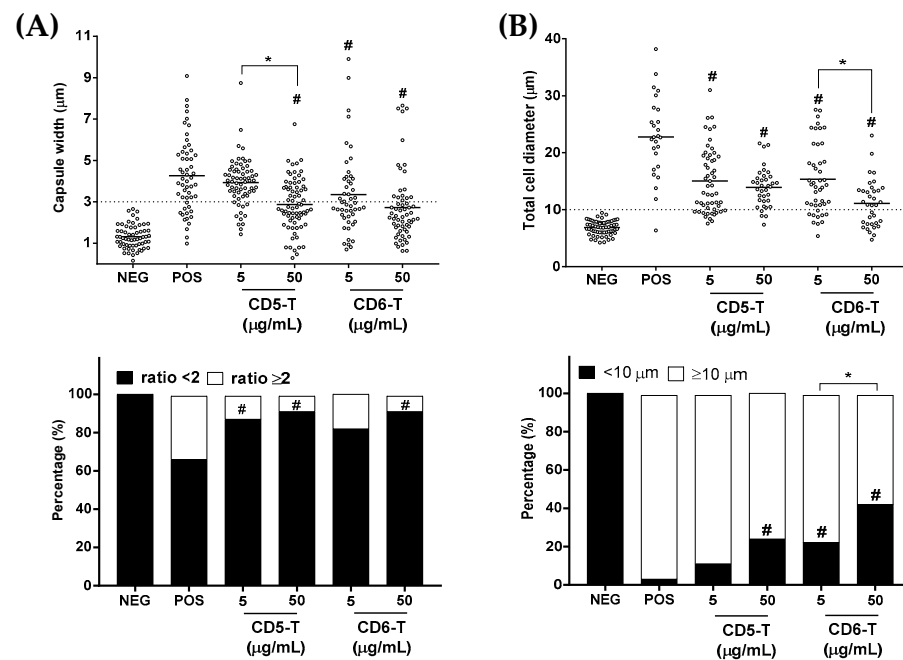 (A)
Capsule width (μm)
11
9
7
5
3
1
*
#
#
#
NEG POS 5 50 5 50
CD5-T CD6-T
(μg/mL) (μg/mL)
(B)
Total cell diameter (μm)
40
30
20
10
0
#
#
#
*
#
NEG POS 5 50 5 50
CD5-T CD6-T
(μg/mL) (μg/mL)
ratio <2 ratio ≥2
Percentage (%)
100
80
60
40
20
0
# # #
NEG POS 5 50 5 50
CD5-T CD6-T
(μg/mL) (μg/mL)
<10 μm ≥10 μm
Percentage (%)
100
80
60
40
20
0
*
# # #
NEG POS 5 50 5 50
CD5-T CD6-T
(μg/mL) (μg/mL)